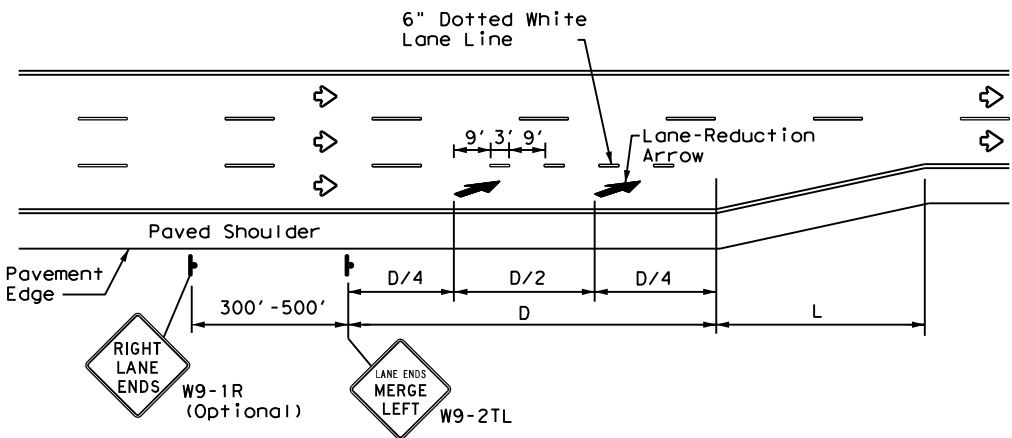 6" Dotted White
Lane Line
9' 3' 9'
Lane-Reduction
Arrow
Paved Shoulder
Pavement
Edge
D/4
D/2
D/4
300'-500'
D
L
RIGHT
LANE
ENDS
W9-1R
(Optional)
LANE ENDS
MERGE
LEFT
W9-2TL